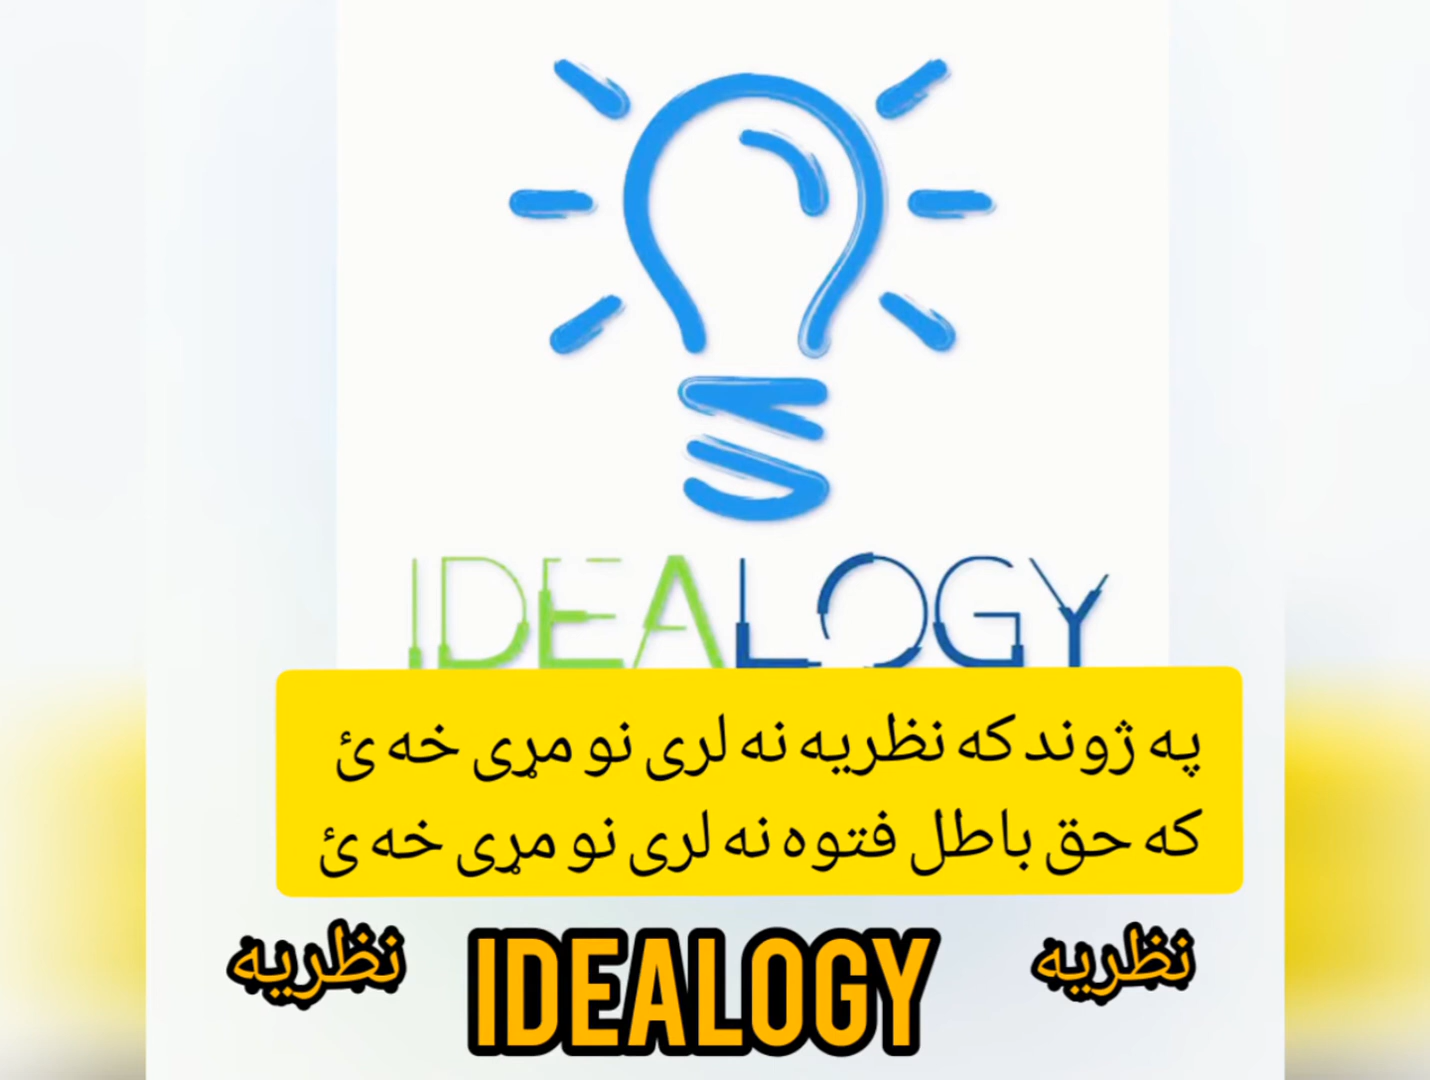 IDEALOGY
په ژوند که نظریه نه لری نو مړی خه ئ
که حق باطل فتوه نه لری نو مړی خه ئ
نظریه IDEALOGY نظریه